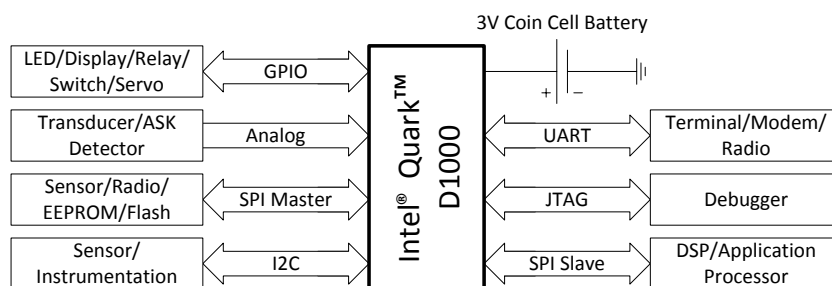 3V Coin Cell Battery
LED/Display/Relay/
Switch/Servo
GPIO
+
−
Transducer/ASK
Detector
Analog
UART
Terminal/Modem/
Radio
Sensor/Radio/
EEPROM/Flash
SPI Master
JTAG
Debugger
Sensor/
Instrumentation
I2C
SPI Slave
DSP/Application
Processor
Intel® Quark™
D1000